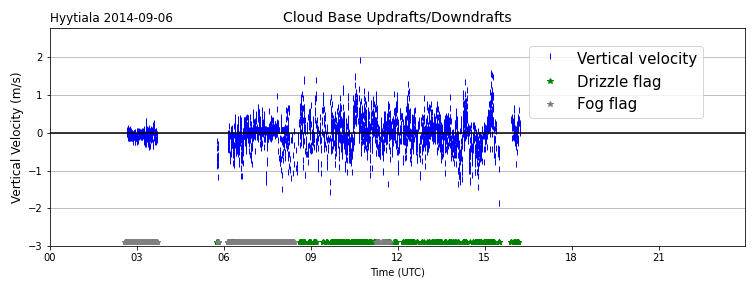 Hyytiala 2014-09-06
Cloud Base Updrafts/Downdrafts
Vertical Velocity (m/s)
2
1
0
−1
−2
−3
Vertical velocity
Drizzle flag
Fog flag
00 03 06 09 12 15 18 21
Time (UTC)